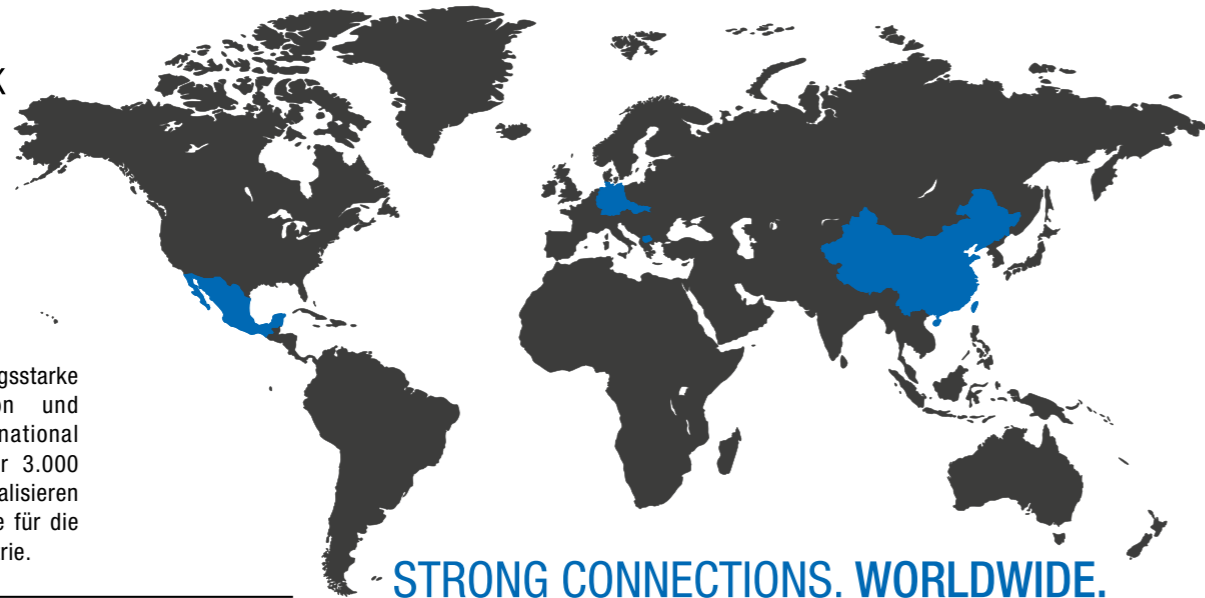 K
gsstarke
on und
national
r 3.000
alisieren
e für die
rie.
STRONG CONNECTIONS. WORLDWIDE.